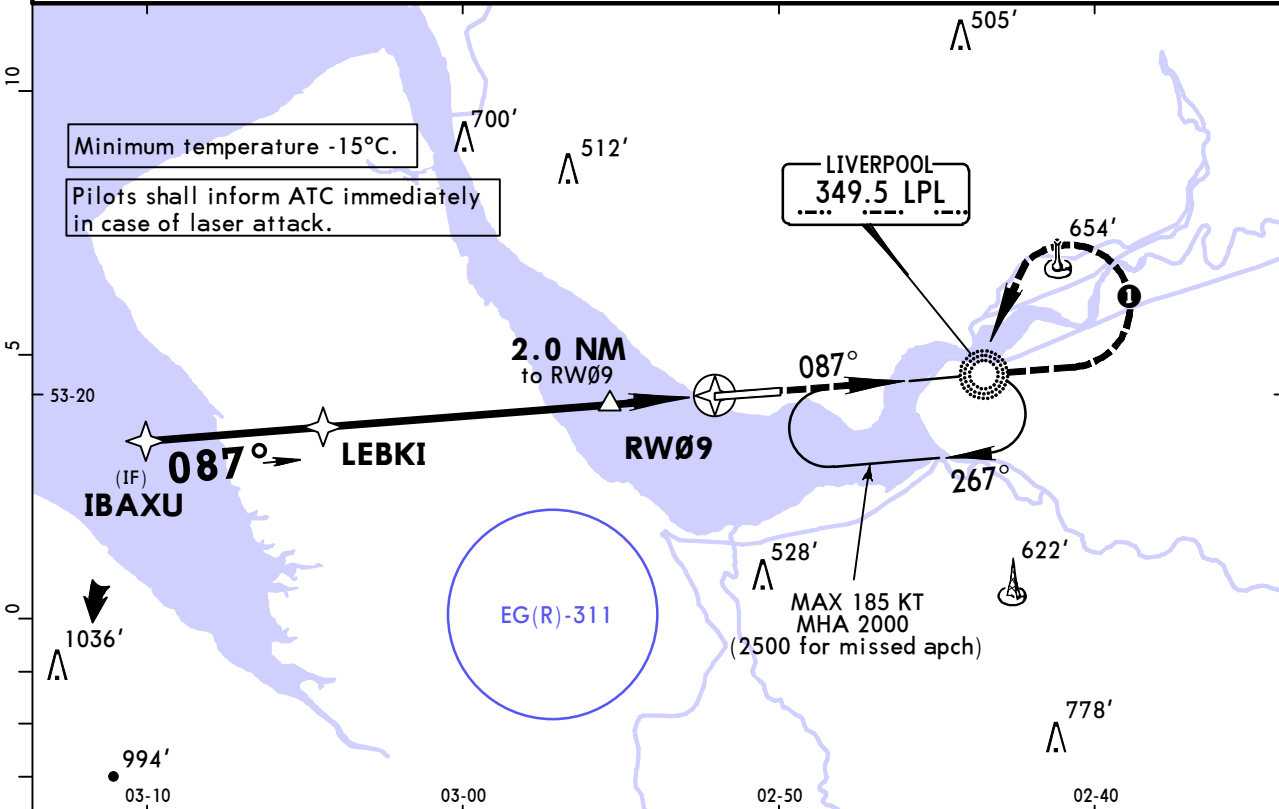 505'
10
700'
Minimum temperature -15°C.
512'
LIVERPOOL
349.5 LPL
Pilots shall inform ATC immediately
in case of laser attack.
654'
1
5
2.0 NM
to RWØ9
087°
53-20
RWØ9
LEBKI
087°
(IF)
IBAXU
267°
528'
622'
EG(R)-311
MAX 185 KT
MHA 2000
(2500 for missed apch)
0
1036'
778'
994'
03-10
03-00
02-50
02-40